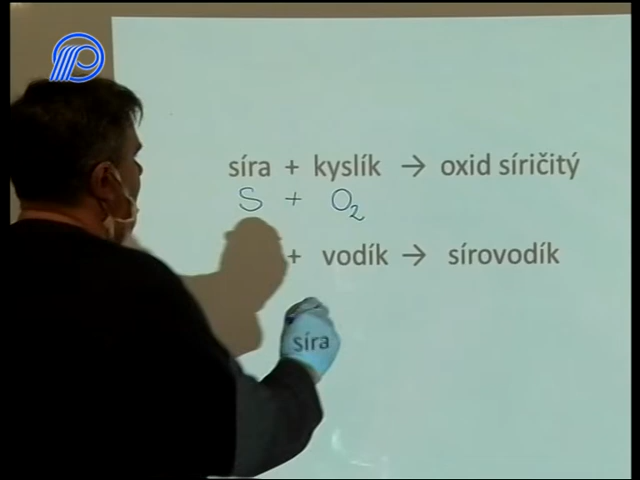 síra + kyslík → oxid siřičitý
S + O₂
+ vodík → sírovodík
síra